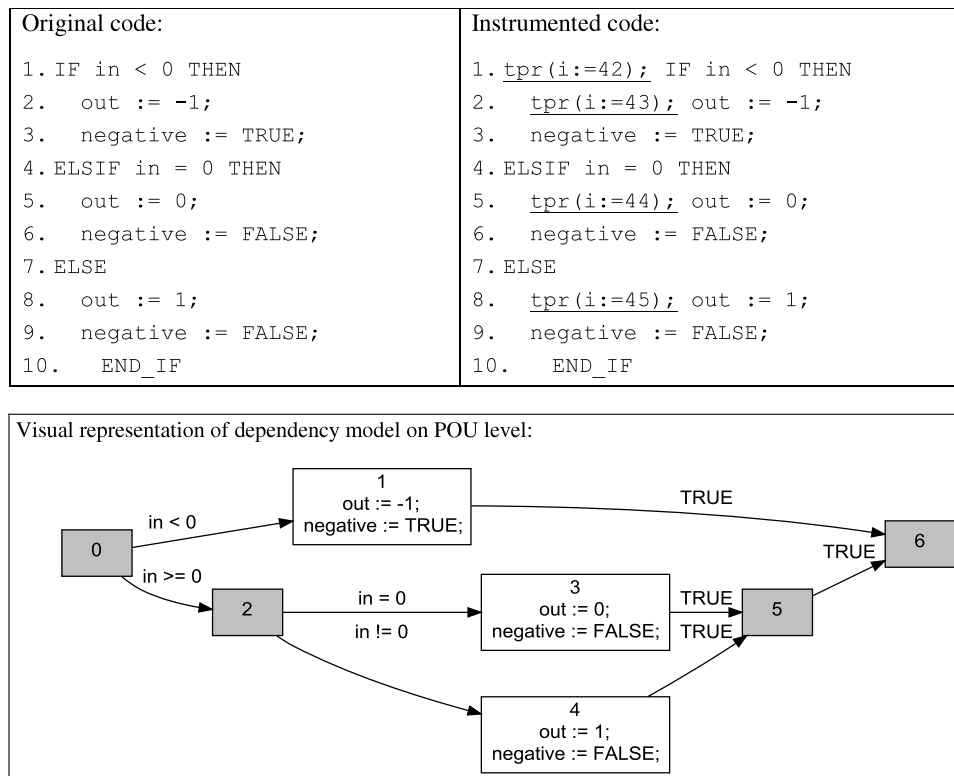 Original code:
1. IF in < 0 THEN
2. out := -1;
3. negative := TRUE;
4. ELSIF in = 0 THEN
5. out := 0;
6. negative := FALSE;
7. ELSE
8. out := 1;
9. negative := FALSE;
10. END_IF
Instrumented code:
1. tpr(i:=42); IF in < 0 THEN
2. tpr(i:=43); out := -1;
3. negative := TRUE;
4. ELSIF in = 0 THEN
5. tpr(i:=44); out := 0;
6. negative := FALSE;
7. ELSE
8. tpr(i:=45); out := 1;
9. negative := FALSE;
10. END_IF
Visual representation of dependency model on POU level:
0
in < 0
in >= 0
1
out := -1;
negative := TRUE;
TRUE
2
in = 0
in != 0
3
out := 0;
negative := FALSE;
TRUE
TRUE
4
out := 1;
negative := FALSE;
5
TRUE
6